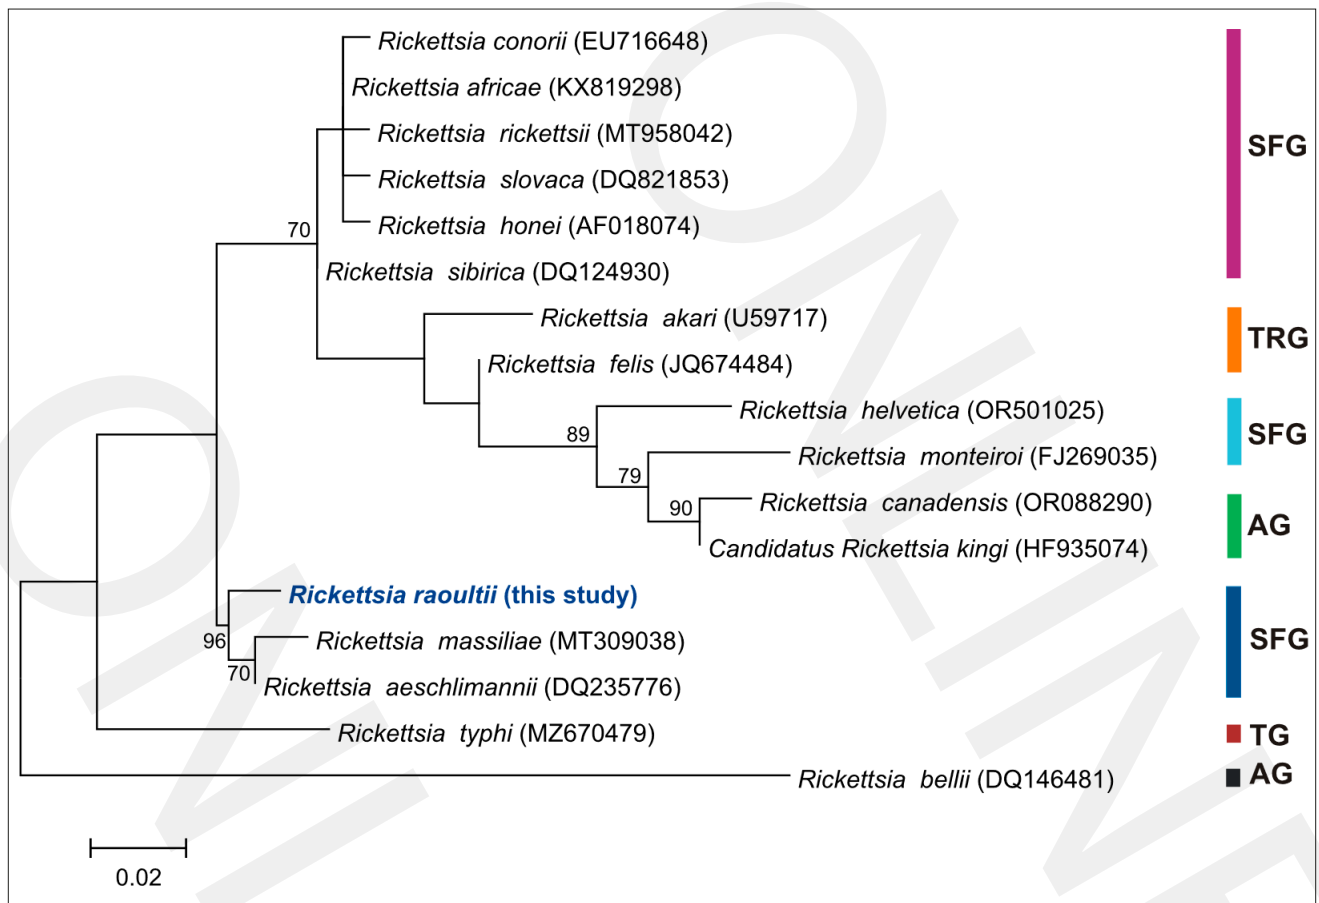 Rickettsia conorii (EU716648)
Rickettsia africae (KX819298)
Rickettsia rickettsii (MT958042)
SFG
Rickettsia slovaca (DQ821853)
70
Rickettsia honei (AF018074)
Rickettsia sibirica (DQ124930)
Rickettsia akari (U59717)
TRG
Rickettsia felis (JQ674484)
Rickettsia helvetica (OR501025)
89
SFG
Rickettsia monteiroi (FJ269035)
79
Rickettsia canadensis (OR088290)
90
AG
Candidatus Rickettsia kingi (HF935074)
Rickettsia raoultii (this study)
96
Rickettsia massiliae (MT309038)
SFG
70
Rickettsia aeschlimannii (DQ235776)
Rickettsia typhi (MZ670479)
TG
Rickettsia bellii (DQ146481)
AG
0.02
ONLINE
ONI